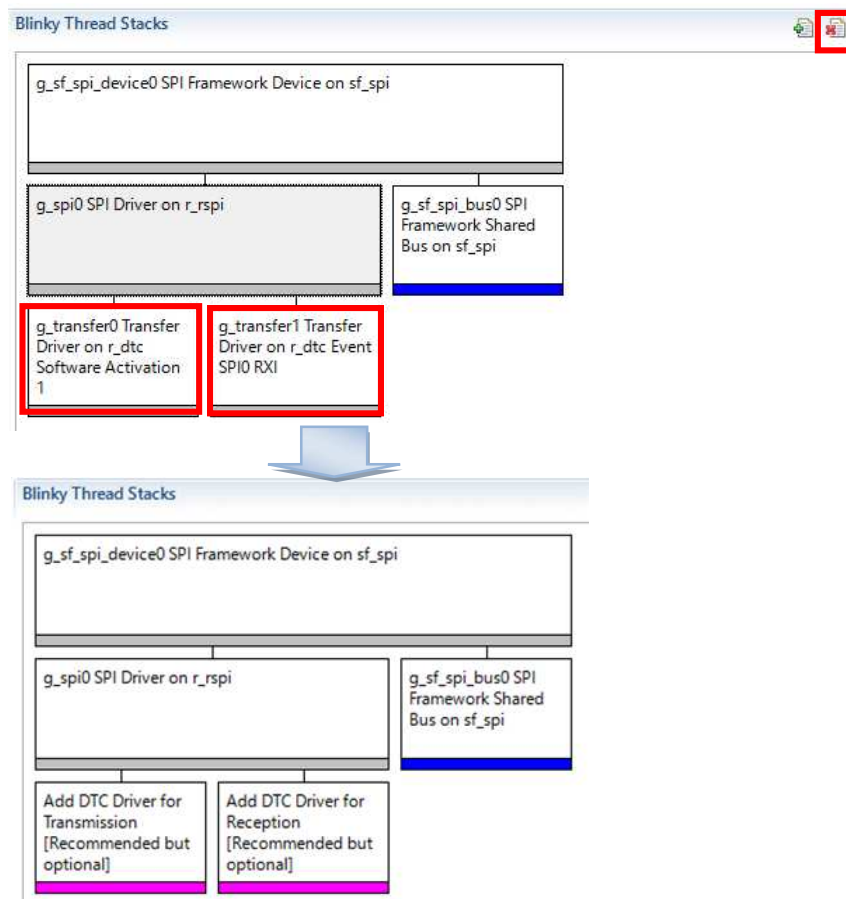 Blinky Thread Stacks
g_sf_spi_device0 SPI Framework Device on sf_spi
g_spi0 SPI Driver on r_rspi
g_sf_spi_bus0 SPI
Framework Shared
Bus on sf_spi
g_transfer0 Transfer
Driver on r_dtc
Software Activation
1
g_transfer1 Transfer
Driver on r_dtc Event
SPI0 RXI
Blinky Thread Stacks
g_sf_spi_device0 SPI Framework Device on sf_spi
g_spi0 SPI Driver on r_rspi
g_sf_spi_bus0 SPI
Framework Shared
Bus on sf_spi
Add DTC Driver for
Transmission
[Recommended but
optional]
Add DTC Driver for
Reception
[Recommended but
optional]